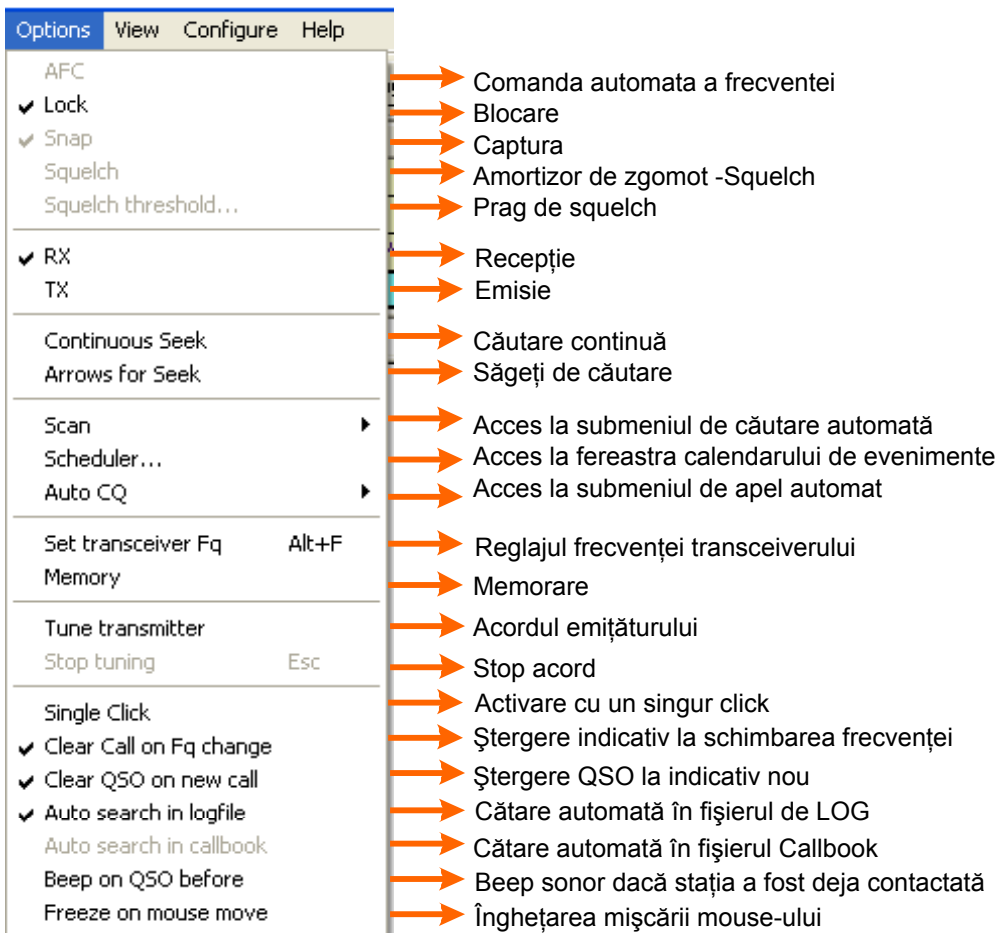 Options View Configure Help
AFC Comanda automata a frecventei
Lock Blocare
Snap Captura
Squelch Amortizor de zgomot -Squelch
Squelch threshold... Prag de squelch
RX Recepție
TX Emisie
Continuous Seek Căutare continuă
Arrows for Seek Săgeți de căutare
Scan Acces la submeniul de căutare automată
Scheduler... Acces la fereastra calendarului de evenimente
Auto CQ Acces la submeniul de apel automat
Set transceiver Fq Alt+F Reglajul frecvenței transceiverului
Memory Memorare
Tune transmitter Acordul emițăturului
Stop tuning Esc Stop acord
Single Click Activare cu un singur click
Clear Call on Fq change Ştergere indicativ la schimbarea frecvenței
Clear QSO on new call Ştergere QSO la indicativ nou
Auto search in logfile Cătare automată în fişierul de LOG
Auto search in callbook Cătare automată în fişierul Callbook
Beep on QSO before Beep sonor dacă stația a fost deja contactată
Freeze on mouse move Înghețarea mişcării mouse-ului